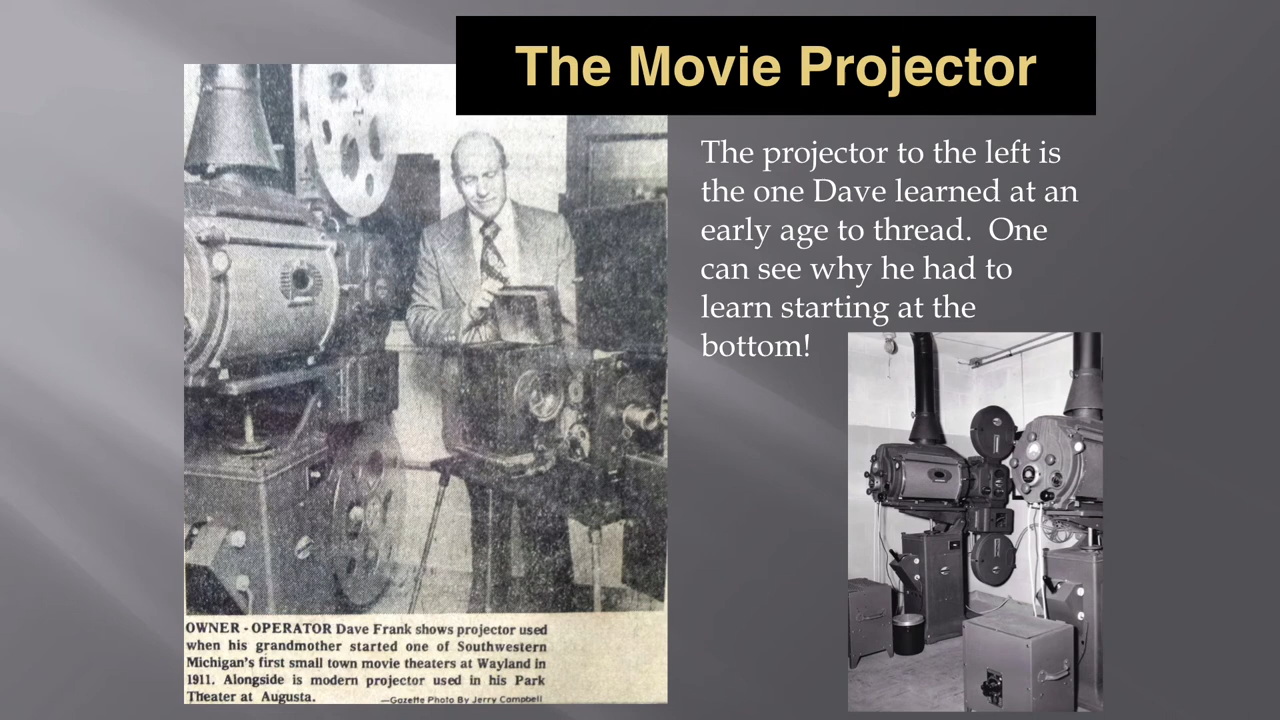 The Movie Projector
The projector to the left is
the one Dave learned at an
early age to thread.  One
can see why he had to
learn starting at the
bottom!
OWNER - OPERATOR Dave Frank shows projector used
when his grandmother started one of Southwestern
Michigan's first small town movie theaters at Wayland in
1911. Alongside is modern projector used in his Park
Theater at Augusta.
—Gazette Photo By Jerry Campbell